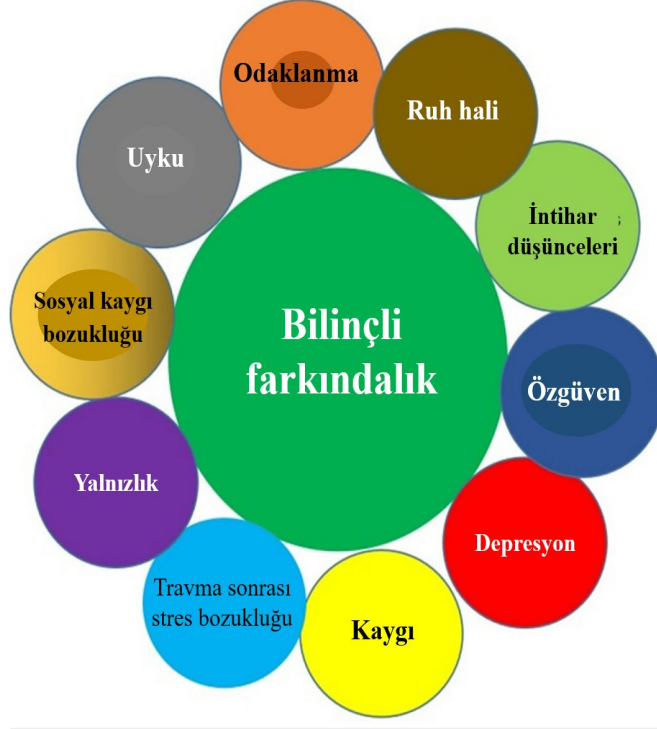 Bilinçli
farkındalık
Odaklanma
Ruh hali
İntihar
düşünceleri
Özgüven
Depresyon
Kaygı
Travma sonrası
stres bozukluğu
Yalnızlık
Sosyal kaygı
bozukluğu
Uyku